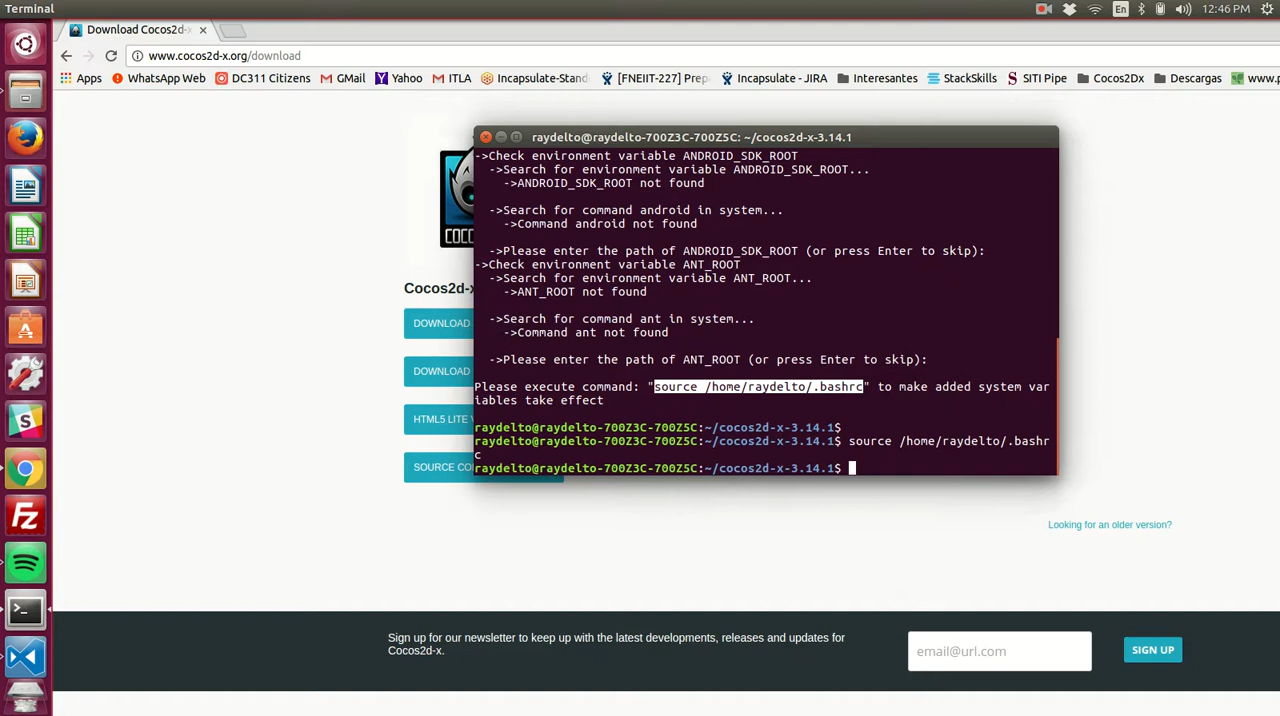 Terminal
En
12:46 PM
Download Cocos2d-x
www.cocos2d-x.org/download
Apps
WhatsApp Web
DC311 Citizens
GMail
Yahoo
ITLA
Incapsulate-Stand
[FNEIIT-227] Prep
Incapsulate - JIRA
Interesantes
StackSkills
SITI Pipe
Cocos2Dx
Descargas
www.p
raydelto@raydelto-700Z3C-700Z5C: ~/cocos2d-x-3.14.1
->Check environment variable ANDROID_SDK_ROOT
->Search for environment variable ANDROID_SDK_ROOT...
->ANDROID_SDK_ROOT not found
->Search for command android in system...
->Command android not found
->Please enter the path of ANDROID_SDK_ROOT (or press Enter to skip):
->Check environment variable ANT_ROOT
->Search for environment variable ANT_ROOT...
->ANT_ROOT not found
->Search for command ant in system...
->Command ant not found
->Please enter the path of ANT_ROOT (or press Enter to skip):
Please execute command: "source /home/raydelto/.bashrc" to make added system var
iables take effect
raydelto@raydelto-700Z3C-700Z5C:~/cocos2d-x-3.14.1$
raydelto@raydelto-700Z3C-700Z5C:~/cocos2d-x-3.14.1$ source /home/raydelto/.bashr
c
raydelto@raydelto-700Z3C-700Z5C:~/cocos2d-x-3.14.1$
COCO
Cocos2d-x
DOWNLOAD
DOWNLOAD
HTML5 LITE V
SOURCE CO
Looking for an older version?
Sign up for our newsletter to keep up with the latest developments, releases and updates for
Cocos2d-x.
email@url.com
SIGN UP